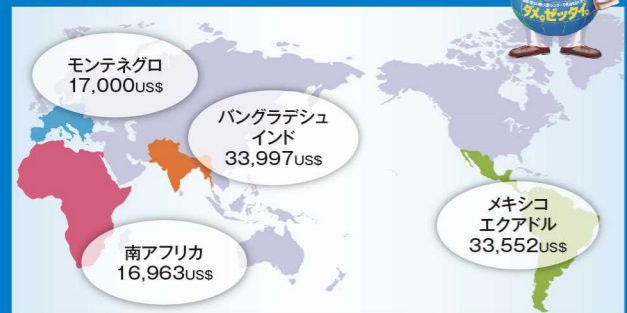 ダメ。ゼッタイ。
モンテネグロ
17,000US$
バングラデシュ
インド
33,997US$
メキシコ
エクアドル
33,552US$
南アフリカ
16,963US$